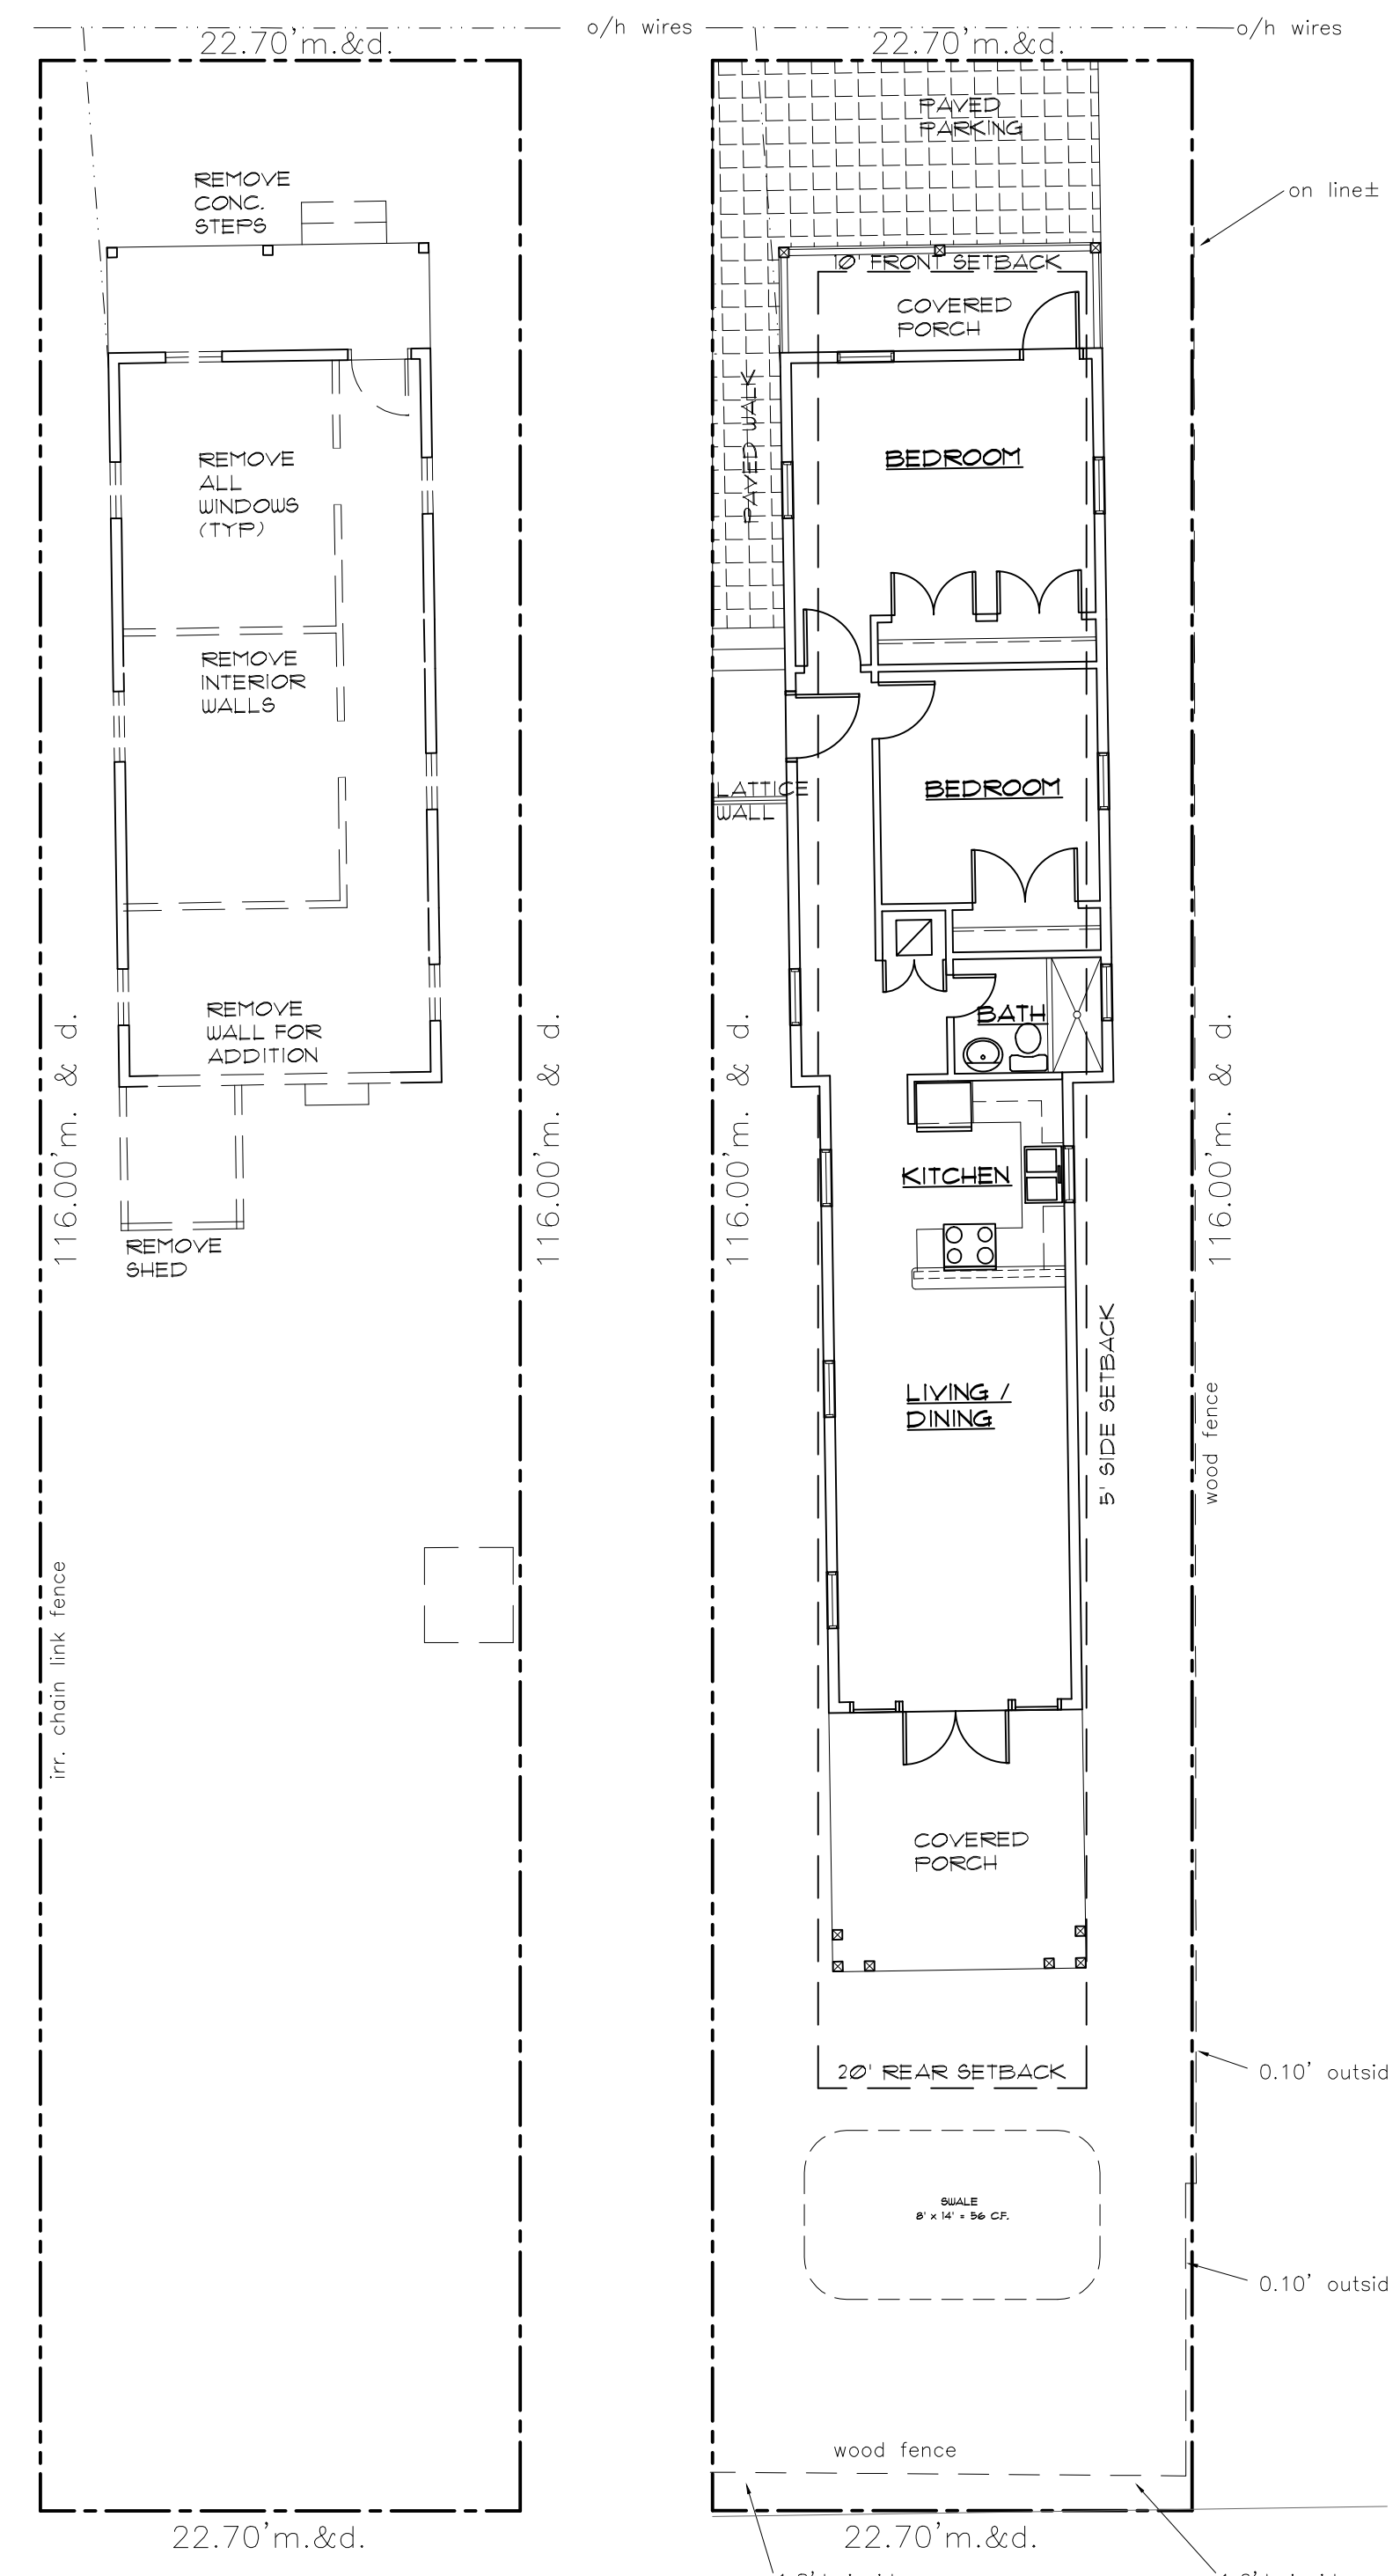 o/h wires
o/h wires
22.70'm.&d.
22.70'm.&d.
PAVED
PARKING
REMOVE
CONC.
STEPS
on line±
10' FRONT SETBACK
COVERED
PORCH
PAVED WALK
REMOVE
ALL
WINDOWS
(TYP)
BEDROOM
REMOVE
INTERIOR
WALLS
BEDROOM
LATTICE
WALL
REMOVE
WALL FOR
ADDITION
BATH
116.00'm. & d.
116.00'm. & d.
116.00'm. & d.
116.00'm. & d.
KITCHEN
REMOVE
SHED
LIVING /
DINING
5' SIDE SETBACK
wood fence
irr. chain link fence
COVERED
PORCH
20' REAR SETBACK
0.10' outsid
SWALE
8' x 14' = 56 C.F.
0.10' outsid
wood fence
22.70'm.&d.
22.70'm.&d.